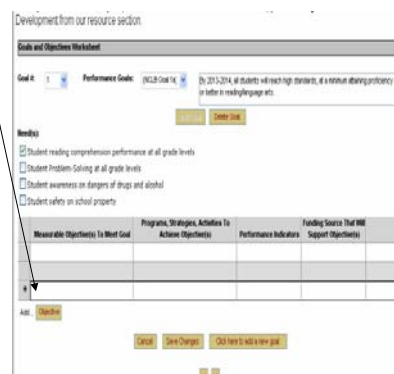 Development from our resource section.
Goals and Objectives Worksheet
Goal #: 1 Performance Goals: (NCLB Goal 1a) By 2013-2014, all students will reach high standards, at a minimum attaining proficiency
or better in reading/language arts.
Delete Goal
Need(s)
Student reading comprehension performance at all grade levels
Student Problem-Solving at all grade levels
Student awareness on dangers of drugs and alcohol
Student safety on school property
Measurable Objective(s) To Meet Goal Programs, Strategies, Activities To Achieve Objective(s) Performance Indicators Funding Source That Will Support Objective(s)
Add... Objective
Cancel Save Changes Click here to add a new goal